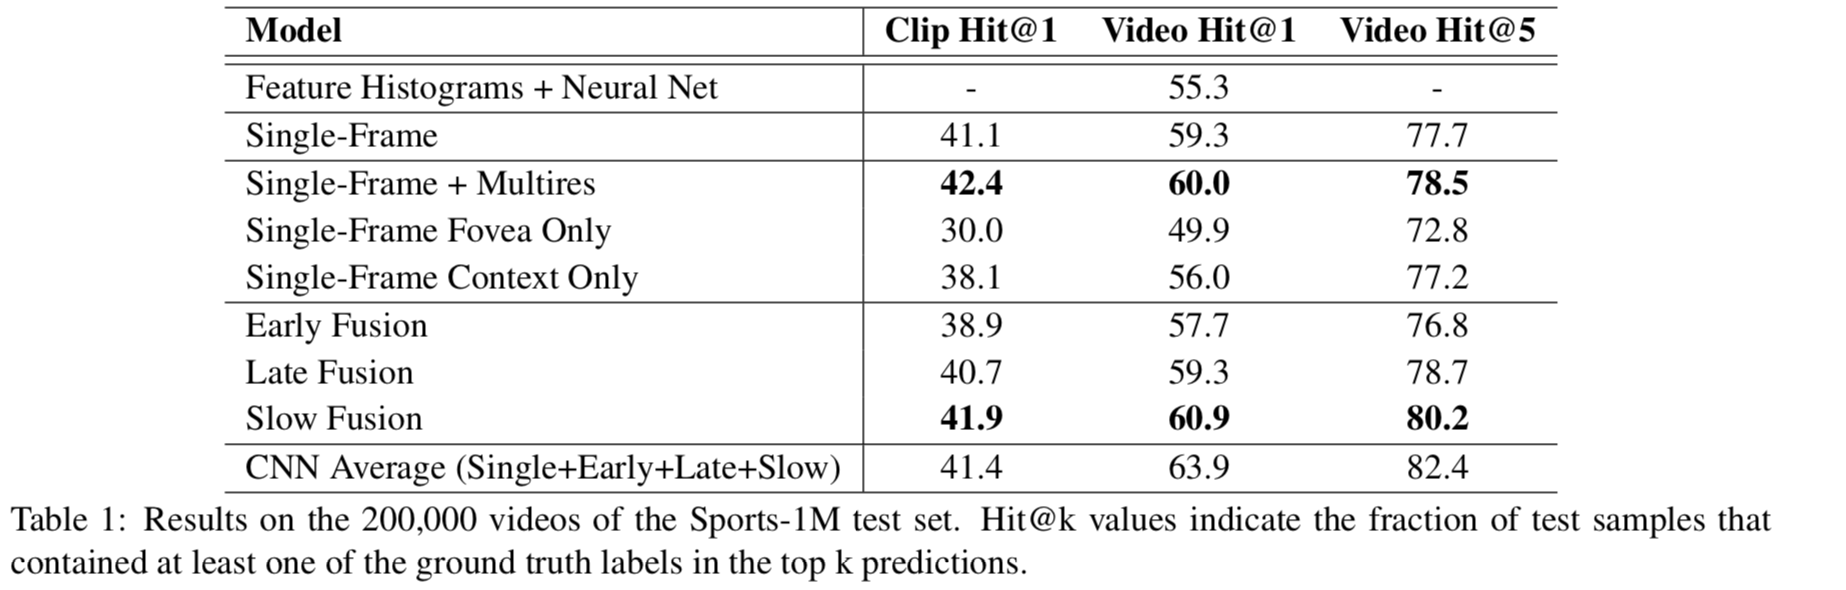 Model Clip Hit@1 Video Hit@1 Video Hit@5
Feature Histograms + Neural Net - 55.3 -
Single-Frame 41.1 59.3 77.7
Single-Frame + Multires 42.4 60.0 78.5
Single-Frame Fovea Only 30.0 49.9 72.8
Single-Frame Context Only 38.1 56.0 77.2
Early Fusion 38.9 57.7 76.8
Late Fusion 40.7 59.3 78.7
Slow Fusion 41.9 60.9 80.2
CNN Average (Single+Early+Late+Slow) 41.4 63.9 82.4
Table 1: Results on the 200,000 videos of the Sports-1M test set. Hit@k values indicate the fraction of test samples that
contained at least one of the ground truth labels in the top k predictions.